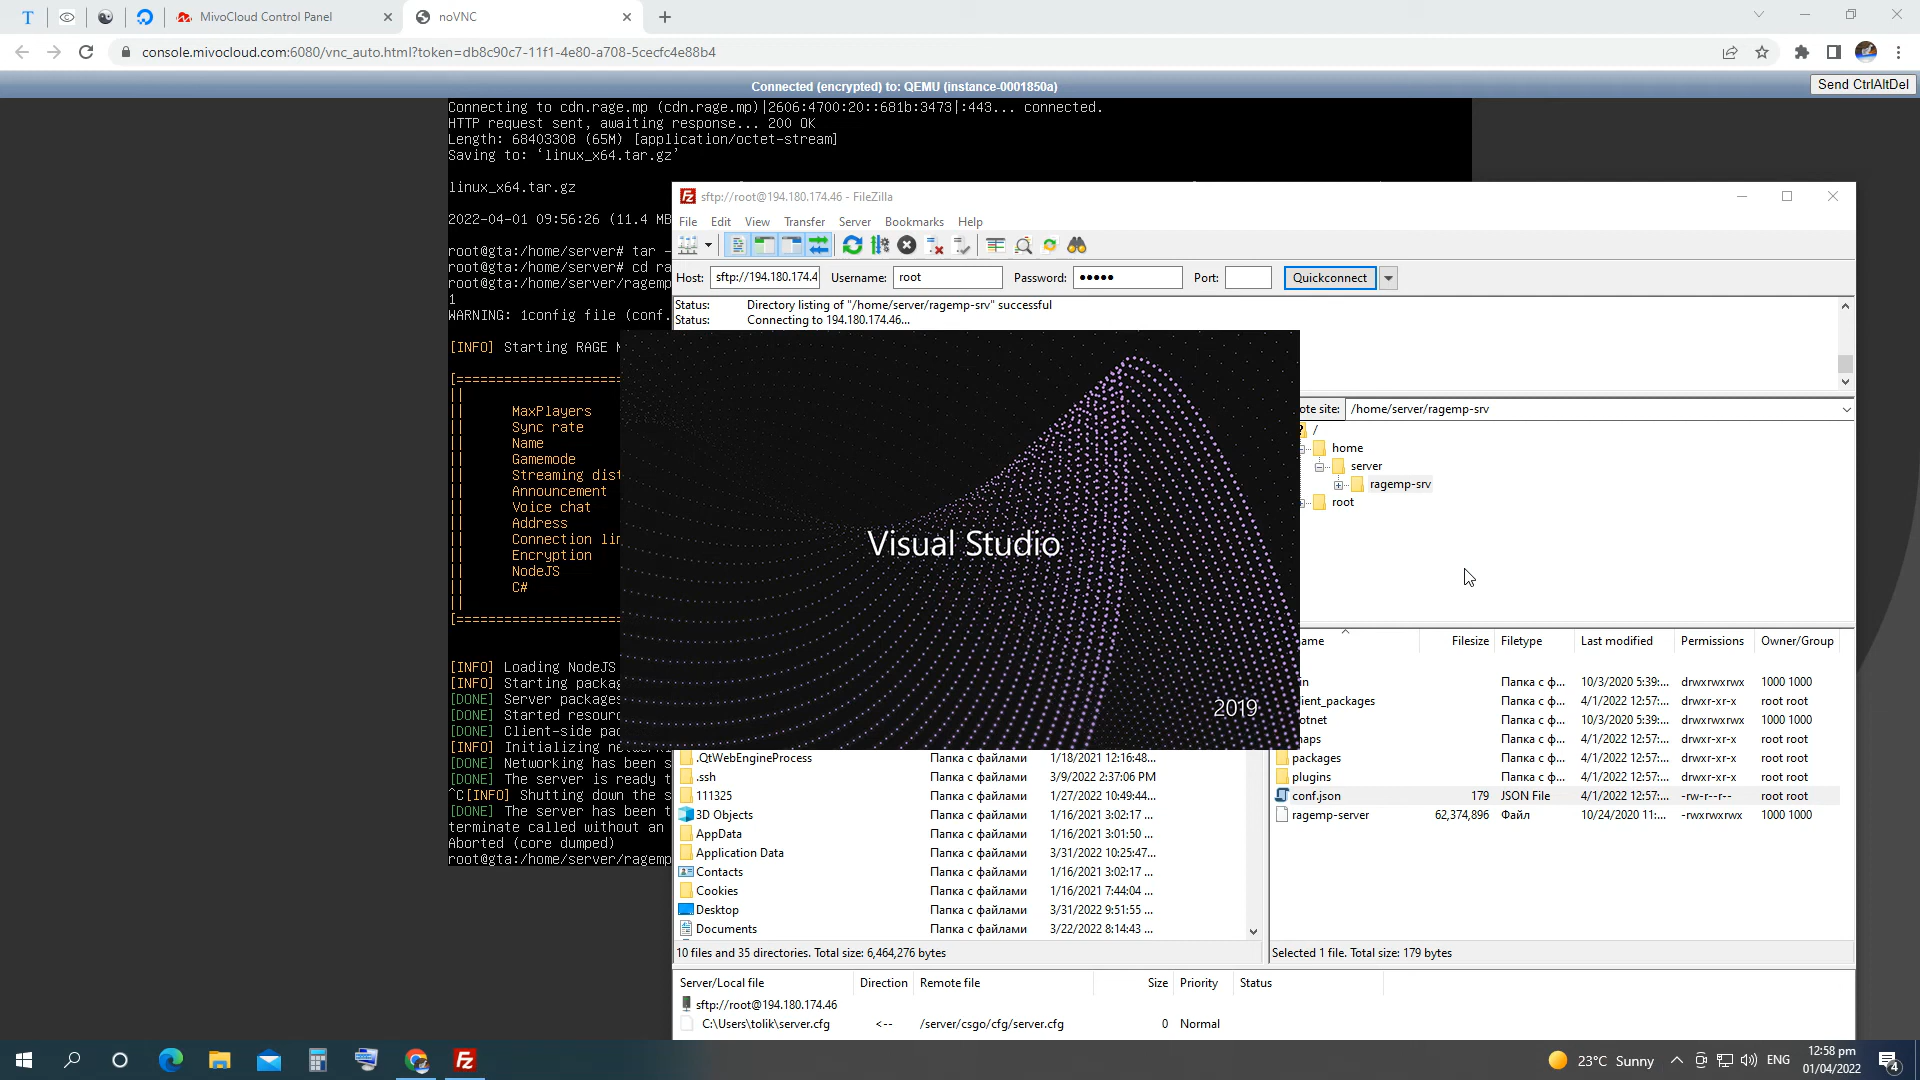 MivoCloud Control Panel
noVNC
console.mivocloud.com:6080/vnc_auto.html?token=db8c90c7-11f1-4e80-a708-5cecfc4e88b4
Connected (encrypted) to: QEMU (instance-0001850a)
Send CtrlAltDel
Connecting to cdn.rage.mp (cdn.rage.mp)|2606:4700:20::681b:3473|:443... connected.
HTTP request sent, awaiting response... 200 OK
Length: 68403308 (65M) [application/octet-stream]
Saving to: ‘linux_x64.tar.gz’
linux_x64.tar.gz
2022-04-01 09:56:26 (11.4 MB
root@gta:/home/server# tar -
root@gta:/home/server# cd ra
root@gta:/home/server/ragemp
1
WARNING: 1config file (conf.
[INFO] Starting RAGE M
[=====================
|| MaxPlayers
|| Sync rate
|| Name
|| Gamemode
|| Streaming dist
|| Announcement
|| Voice chat
|| Address
|| Connection lin
|| Encryption
|| NodeJS
|| C#
[=====================
[INFO] Loading NodeJS
[INFO] Starting packag
[DONE] Server packages
[DONE] Started resourc
[DONE] Client-side pac
[INFO] Initializing networki
[DONE] Networking has been s
[DONE] The server is ready t
^C[INFO] Shutting down the s
[DONE] The server has been t
terminate called without an
Aborted (core dumped)
root@gta:/home/server/ragemp
sftp://root@194.180.174.46 - FileZilla
File Edit View Transfer Server Bookmarks Help
Host: sftp://194.180.174.4 Username: root Password: ●●●●● Port: Quickconnect
Status: Directory listing of "/home/server/ragemp-srv" successful
Status: Connecting to 194.180.174.46...
Visual Studio
2019
ote site: /home/server/ragemp-srv
/
home
server
ragemp-srv
root
ame Filesize Filetype Last modified Permissions Owner/Group
in Папка с ф... 10/3/2020 5:39:... drwxrwxrwx 1000 1000
ient_packages Папка с ф... 4/1/2022 12:57:... drwxr-xr-x root root
otnet Папка с ф... 10/3/2020 5:39:... drwxrwxrwx 1000 1000
aps Папка с ф... 4/1/2022 12:57:... drwxr-xr-x root root
packages Папка с ф... 4/1/2022 12:57:... drwxr-xr-x root root
plugins Папка с ф... 4/1/2022 12:57:... drwxr-xr-x root root
conf.json 179 JSON File 4/1/2022 12:57:... -rw-r--r-- root root
ragemp-server 62,374,896 Файл 10/24/2020 11:... -rwxrwxrwx 1000 1000
.QtWebEngineProcess Папка с файлами 1/18/2021 12:16:48...
.ssh Папка с файлами 3/9/2022 2:37:06 PM
111325 Папка с файлами 1/27/2022 10:49:44...
3D Objects Папка с файлами 1/16/2021 3:02:17 ...
AppData Папка с файлами 1/16/2021 3:01:50 ...
Application Data Папка с файлами 3/31/2022 10:25:47...
Contacts Папка с файлами 1/16/2021 3:02:17 ...
Cookies Папка с файлами 1/16/2021 7:44:04 ...
Desktop Папка с файлами 3/31/2022 9:51:55 ...
Documents Папка с файлами 3/22/2022 8:14:43 ...
10 files and 35 directories. Total size: 6,464,276 bytes
Selected 1 file. Total size: 179 bytes
Server/Local file Direction Remote file Size Priority Status
sftp://root@194.180.174.46
C:\Users\tolik\server.cfg <-- /server/csgo/cfg/server.cfg 0 Normal
23°C Sunny
ENG
12:58 pm
01/04/2022
4